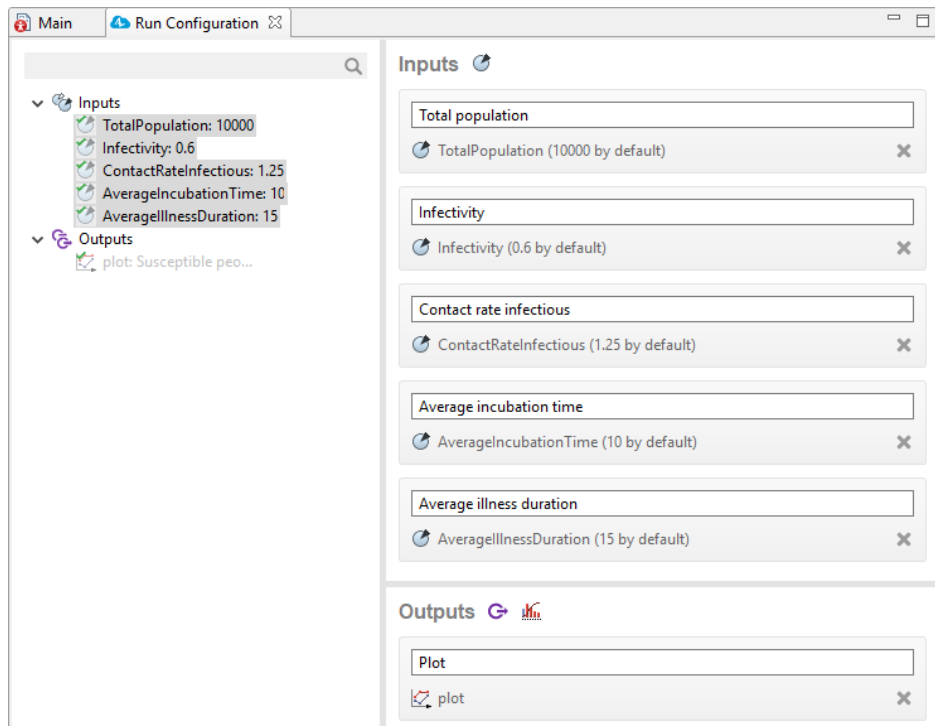 Main
Run Configuration
Inputs
TotalPopulation: 10000
Infectivity: 0.6
ContactRateInfectious: 1.25
AverageIncubationTime: 10
AverageIllnessDuration: 15
Outputs
plot: Susceptible peo...
Inputs
Total population
TotalPopulation (10000 by default)
Infectivity
Infectivity (0.6 by default)
Contact rate infectious
ContactRateInfectious (1.25 by default)
Average incubation time
AverageIncubationTime (10 by default)
Average illness duration
AverageIllnessDuration (15 by default)
Outputs
Plot
plot